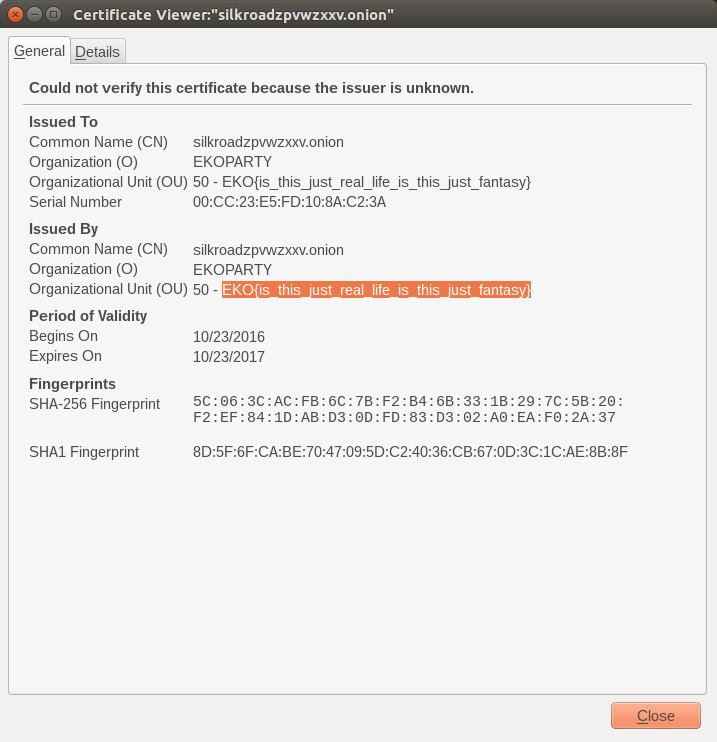 Certificate Viewer:"silkroadzpvwzxxv.onion"
General Details
Could not verify this certificate because the issuer is unknown.
Issued To
Common Name (CN) silkroadzpvwzxxv.onion
Organization (O) EKOPARTY
Organizational Unit (OU) 50 - EKO{is_this_just_real_life_is_this_just_fantasy}
Serial Number 00:CC:23:E5:FD:10:8A:C2:3A
Issued By
Common Name (CN) silkroadzpvwzxxv.onion
Organization (O) EKOPARTY
Organizational Unit (OU) 50 - EKO{is_this_just_real_life_is_this_just_fantasy}
Period of Validity
Begins On 10/23/2016
Expires On 10/23/2017
Fingerprints
SHA-256 Fingerprint 5C:06:3C:AC:FB:6C:7B:F2:B4:6B:33:1B:29:7C:5B:20:
F2:EF:84:1D:AB:D3:0D:FD:83:D3:02:A0:EA:F0:2A:37
SHA1 Fingerprint 8D:5F:6F:CA:BE:70:47:09:5D:C2:40:36:CB:67:0D:3C:1C:AE:8B:8F
Close